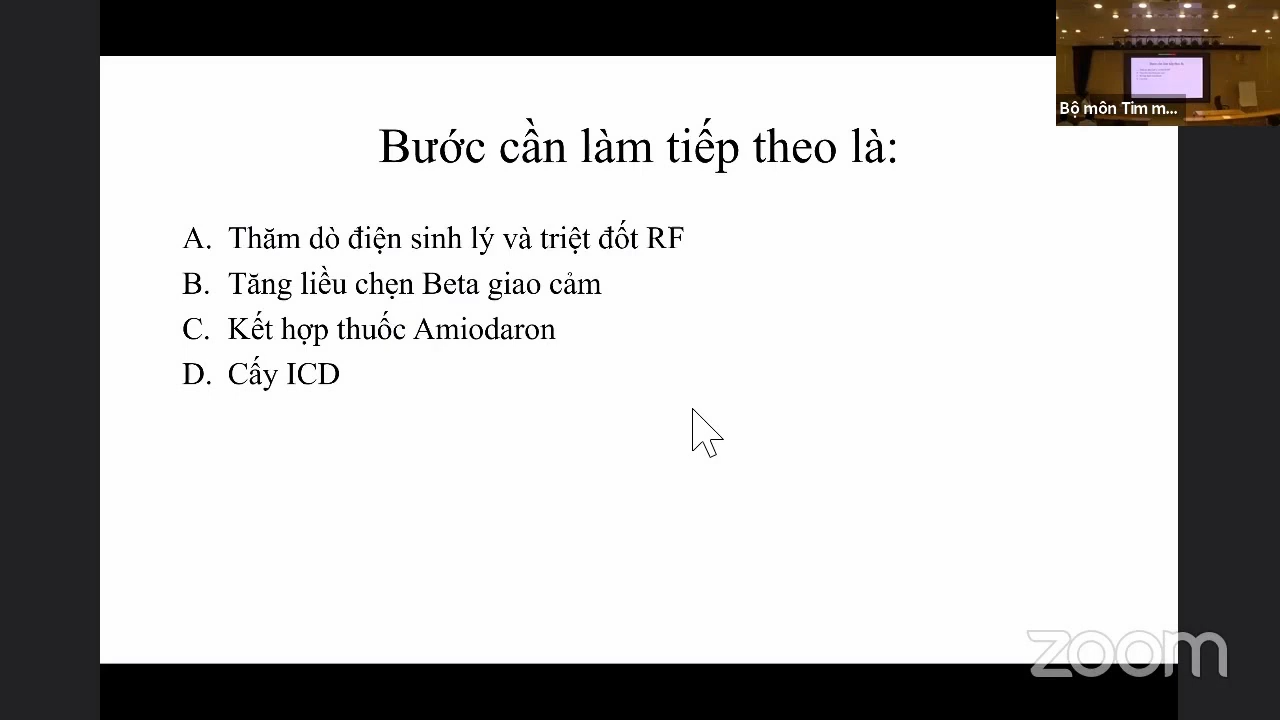 Bộ môn Tim m...
Bước cần làm tiếp theo là:
A. Thăm dò điện sinh lý và triệt đốt RF
B. Tăng liều chẹn Beta giao cảm
C. Kết hợp thuốc Amiodaron
D. Cấy ICD
zoom